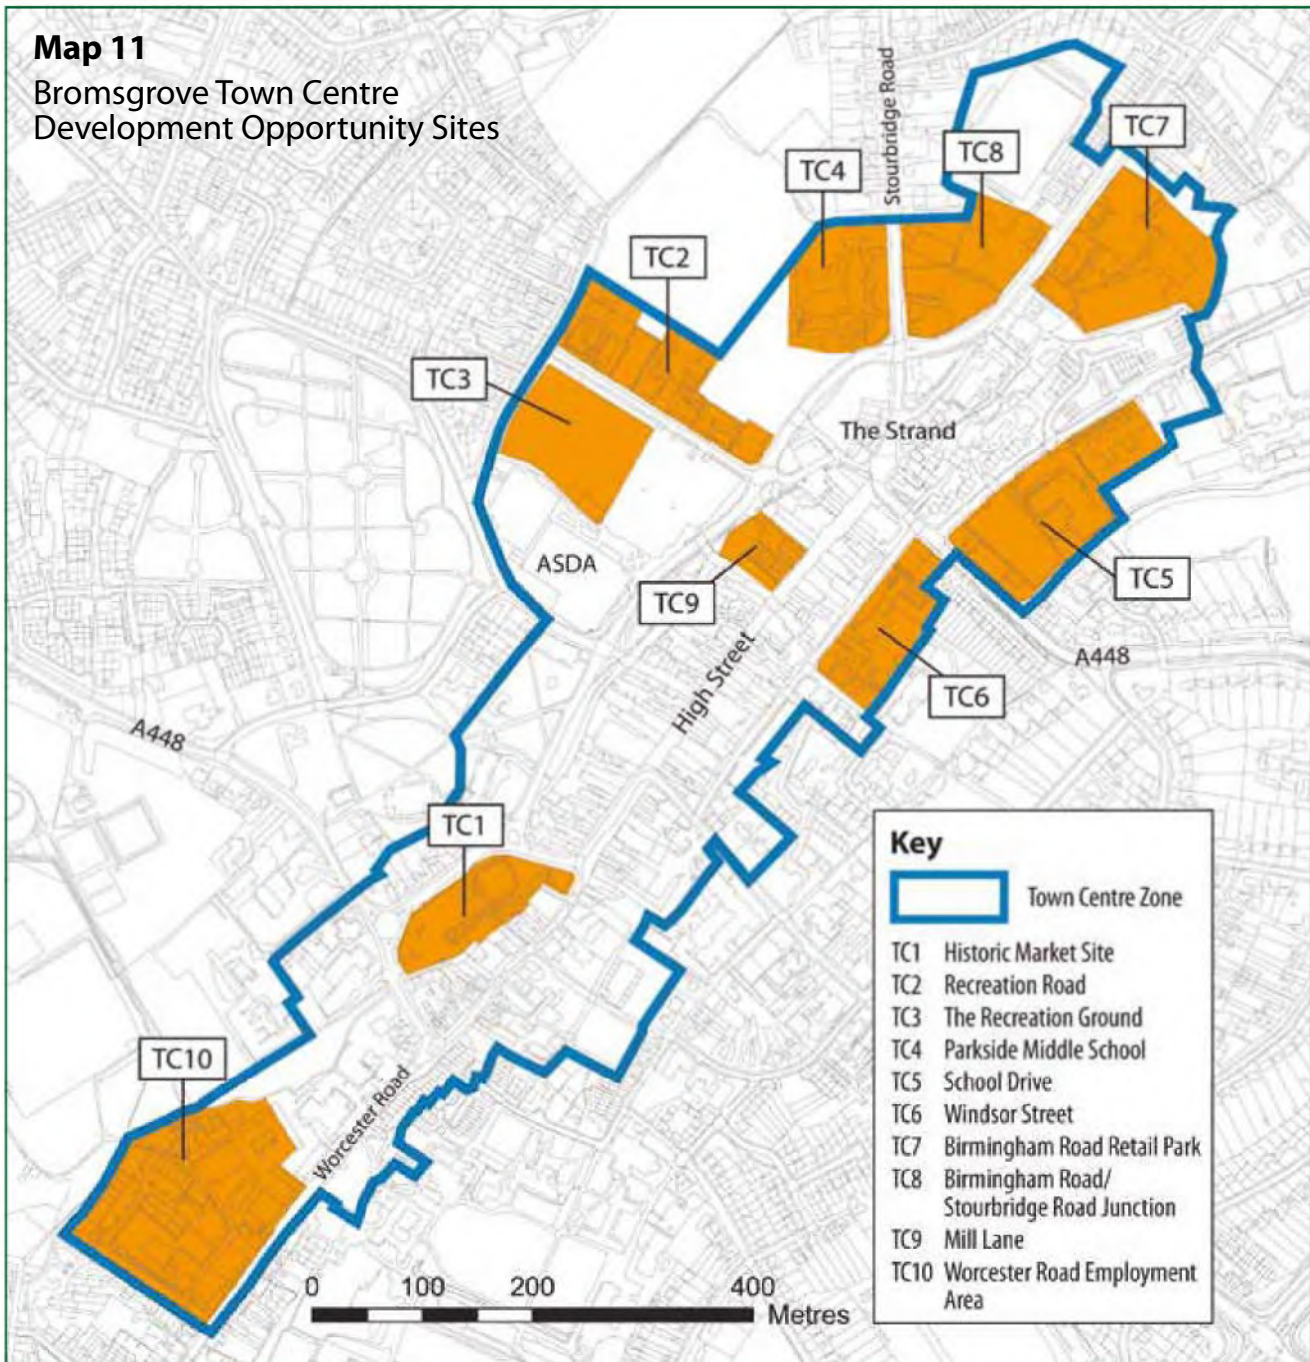 Map 11
Bromsgrove Town Centre
Development Opportunity Sites
Stourbridge Road
TC7
TC8
TC4
TC2
TC3
The Strand
ASDA
TC9
TC5
A448
High Street
TC6
A448
TC1
TC10
Worcester Road
0 100 200 400
Metres
Key
Town Centre Zone
TC1 Historic Market Site
TC2 Recreation Road
TC3 The Recreation Ground
TC4 Parkside Middle School
TC5 School Drive
TC6 Windsor Street
TC7 Birmingham Road Retail Park
TC8 Birmingham Road/
Stourbridge Road Junction
TC9 Mill Lane
TC10 Worcester Road Employment
Area